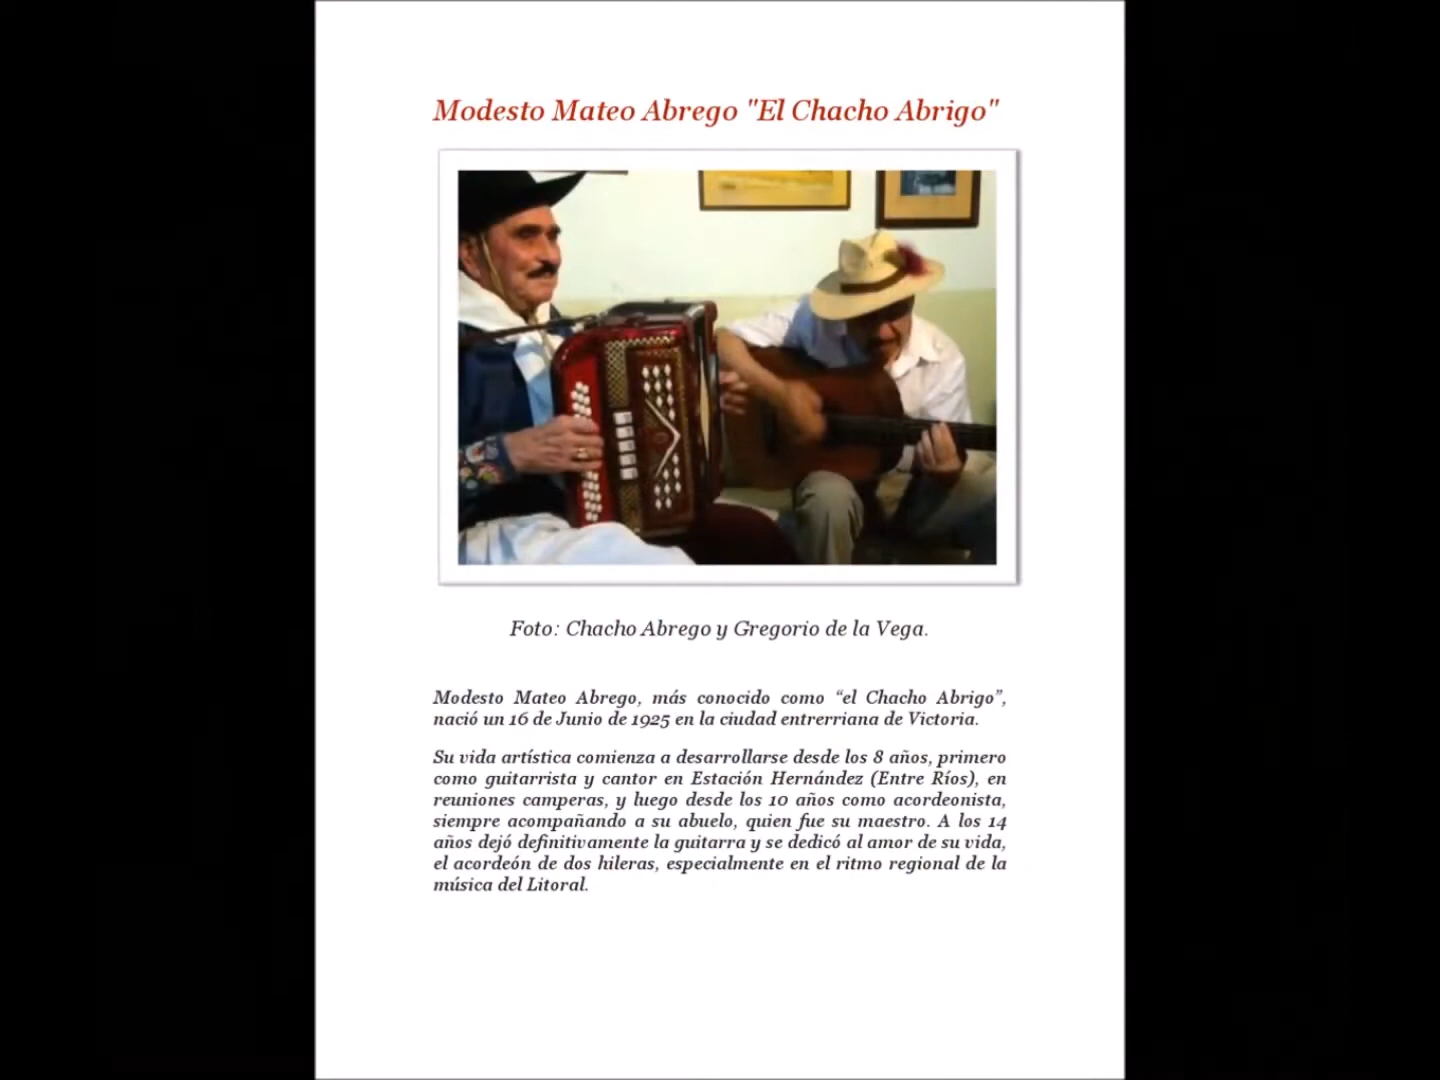 Modesto Mateo Abrego "El Chacho Abrigo"
Foto: Chacho Abrego y Gregorio de la Vega.
Modesto Mateo Abrego, más conocido como “el Chacho Abrigo”,
nació un 16 de Junio de 1925 en la ciudad entrerriana de Victoria.
Su vida artística comienza a desarrollarse desde los 8 años, primero
como guitarrista y cantor en Estación Hernández (Entre Ríos), en
reuniones camperas, y luego desde los 10 años como acordeonista,
siempre acompañando a su abuelo, quien fue su maestro. A los 14
años dejó definitivamente la guitarra y se dedicó al amor de su vida,
el acordeón de dos hileras, especialmente en el ritmo regional de la
música del Litoral.